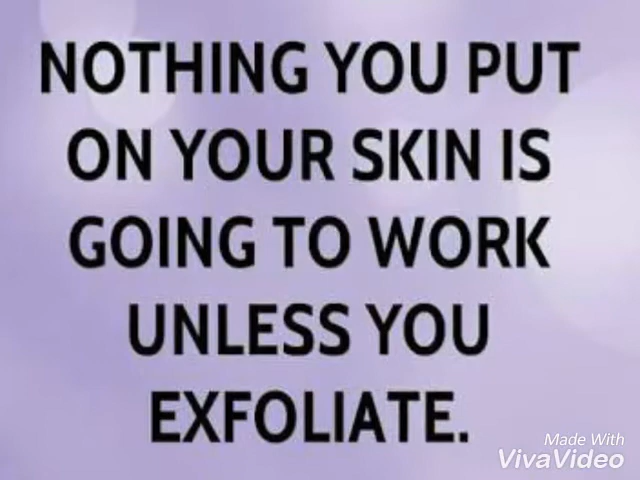 NOTHING YOU PUT
ON YOUR SKIN IS
GOING TO WORK
UNLESS YOU
EXFOLIATE.
Made With
VivaVideo